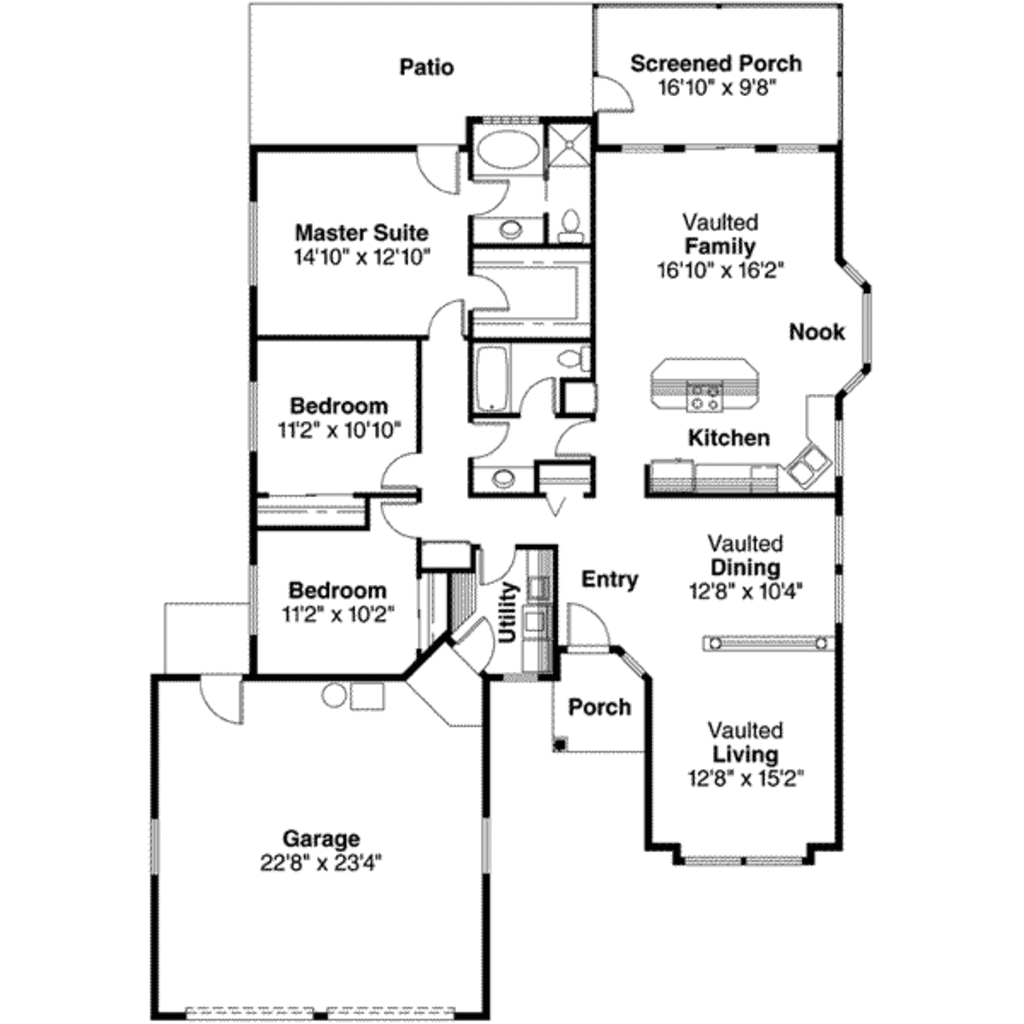 Patio
Screened Porch
16'10" x 9'8"
Master Suite
14'10" x 12'10"
Vaulted
Family
16'10" x 16'2"
Nook
Bedroom
11'2" x 10'10"
Kitchen
Vaulted
Dining
12'8" x 10'4"
Entry
Utility
Bedroom
11'2" x 10'2"
Porch
Vaulted
Living
12'8" x 15'2"
Garage
22'8" x 23'4"